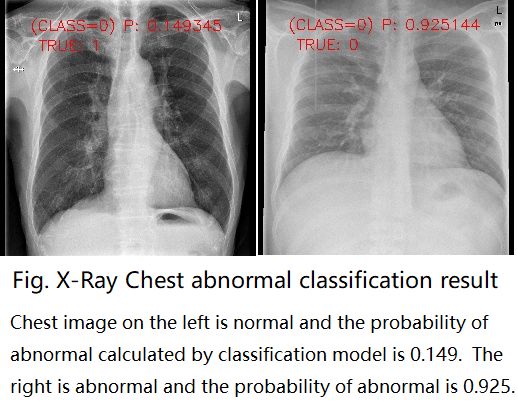 (CLASS=0) P: 0.149345
TRUE: 1
L
(CLASS=0) P: 0.925144
TRUE: 0
L
Fig. X-Ray Chest abnormal classification result
Chest image on the left is normal and the probability of
abnormal calculated by classification model is 0.149. The
right is abnormal and the probability of abnormal is 0.925.